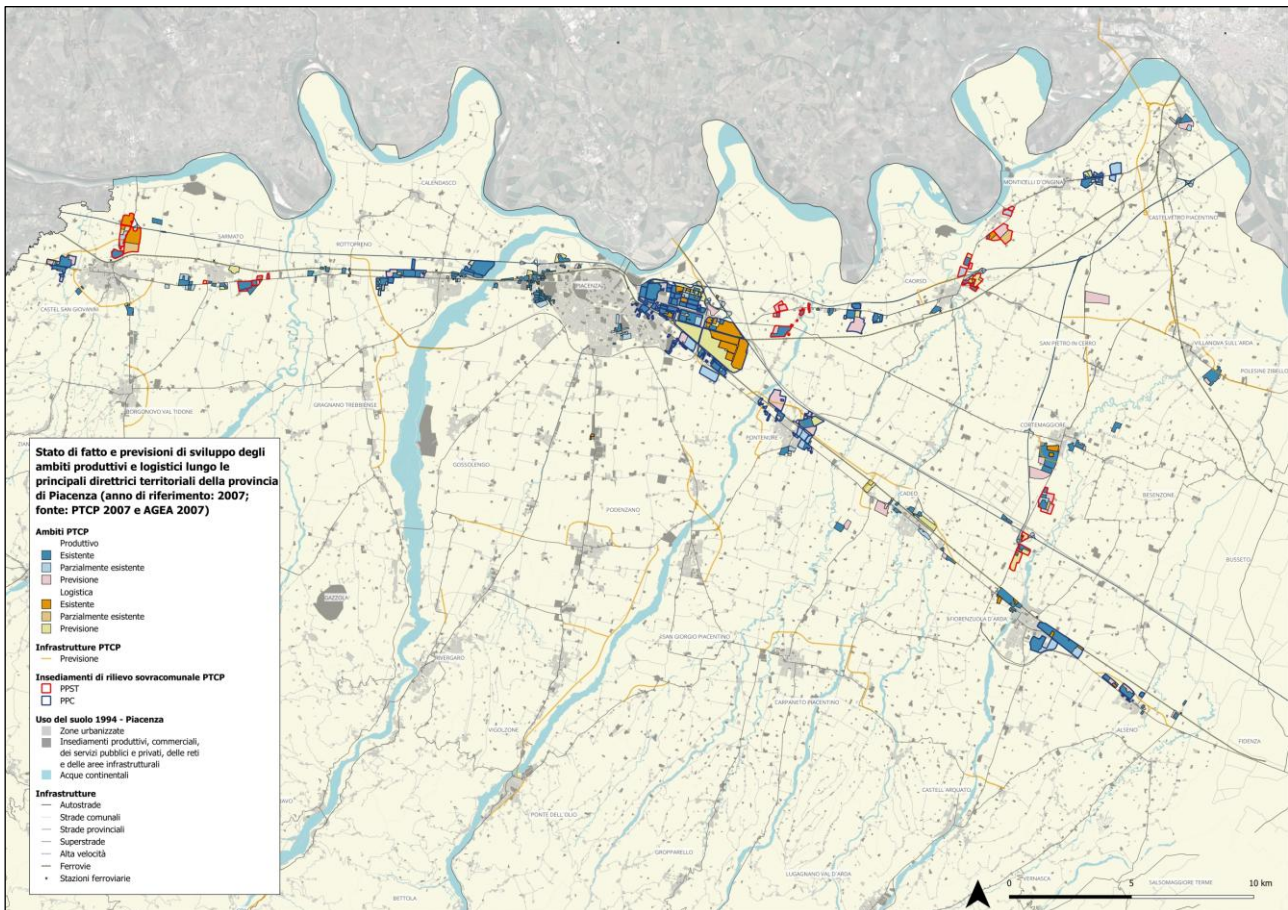 CALENDASCO
MONTICELLI D'ONGINA
CASTELVETRO PIACENTINO
SARMATO
ROTTOFRENO
PIACENZA
CAORSO
CASTEL SAN GIOVANNI
SAN PIETRO IN CERRO
VILLANOVA SULL'ARDA
POLESINE ZIBELLO
BORGONOVO VAL TIDONE
GRAGNANO TREBBIENSE
PONTENURE
CORTEMAGGIORE
GOSSOLENGO
CADEO
BESENZONE
PODENZANO
BUSSETO
GAZZOLA
SAN GIORGIO PIACENTINO
FIORENZUOLA D'ARDA
RIVERGARO
CARPANETO PIACENTINO
VIGOLZONE
ALSENO
FIDENZA
CASTELL'ARQUATO
PONTE DELL'OLIO
GROPPARELLO
LUGAGNANO VAL D'ARDA
VERNASCA
SALSOMAGGIORE TERME
BETTOLA
Stato di fatto e previsioni di sviluppo degli
ambiti produttivi e logistici lungo le
principali direttrici territoriali della provincia
di Piacenza (anno di riferimento: 2007;
fonte: PTCP 2007 e AGEA 2007)
Ambiti PTCP
Produttivo
Esistente
Parzialmente esistente
Previsione
Logistica
Esistente
Parzialmente esistente
Previsione
Infrastrutture PTCP
Previsione
Insediamenti di rilievo sovracomunale PTCP
PPST
PPC
Uso del suolo 1994 - Piacenza
Zone urbanizzate
Insediamenti produttivi, commerciali,
dei servizi pubblici e privati, delle reti
e delle aree infrastrutturali
Acque continentali
Infrastrutture
Autostrade
Strade comunali
Strade provinciali
Superstrade
Alta velocità
Ferrovie
Stazioni ferroviarie
0 5 10 km